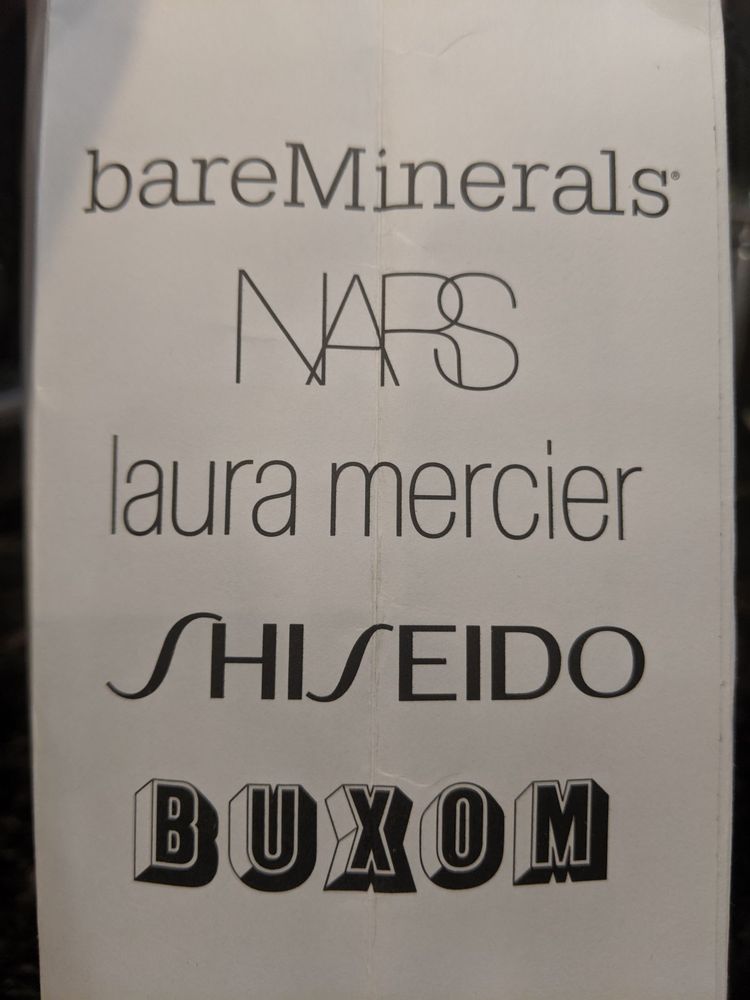 bareMinerals®
NARS
laura mercier
SHISEIDO
BUXOM